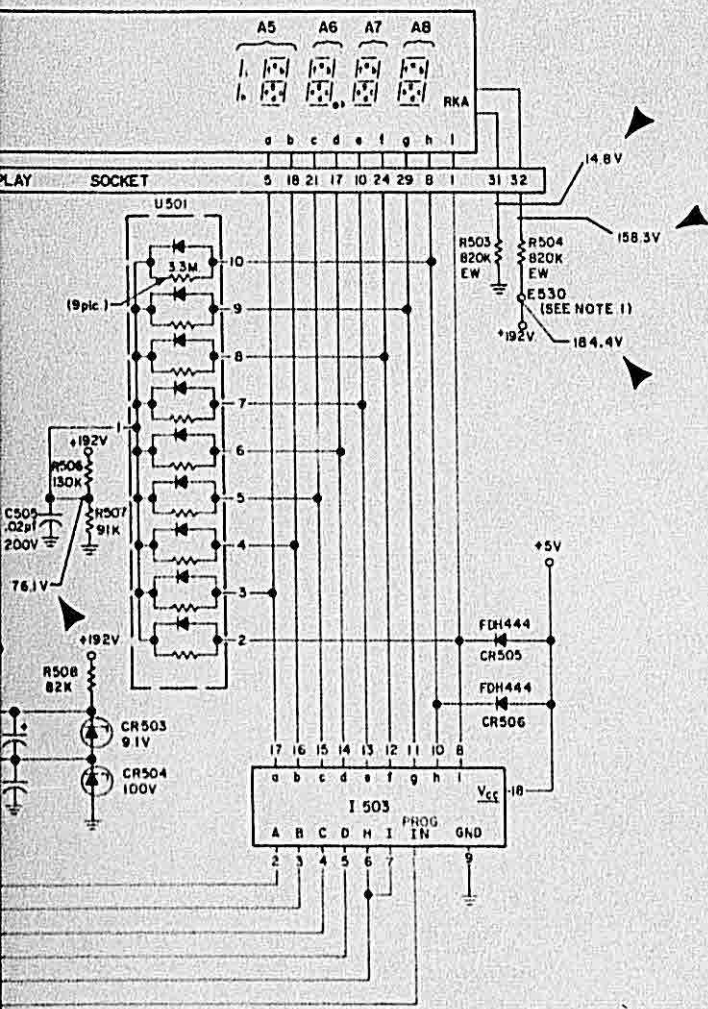 A5 A6 A7 A8
RKA
a b c d e f g h i
PLAY SOCKET 5 18 21 17 10 24 29 8 1 31 32
14.8V
158.3V
U501
R503 820K EW
R504 820K EW
E530
(SEE NOTE 1)
+192V
184.4V
3.3M
(9plc.)
10
9
8
7
6
5
4
3
2
1
+192V
R506
130K
C505
.02µf
200V
R507
91K
76.1V
+192V
R508
82K
CR503
9.1V
CR504
100V
+5V
FDH444
CR505
FDH444
CR506
17 16 15 14 13 12 11 10 8
a b c d e f g h i
I 503
VCC 18
PROG
A B C D H I IN GND
2 3 4 5 6 7 9